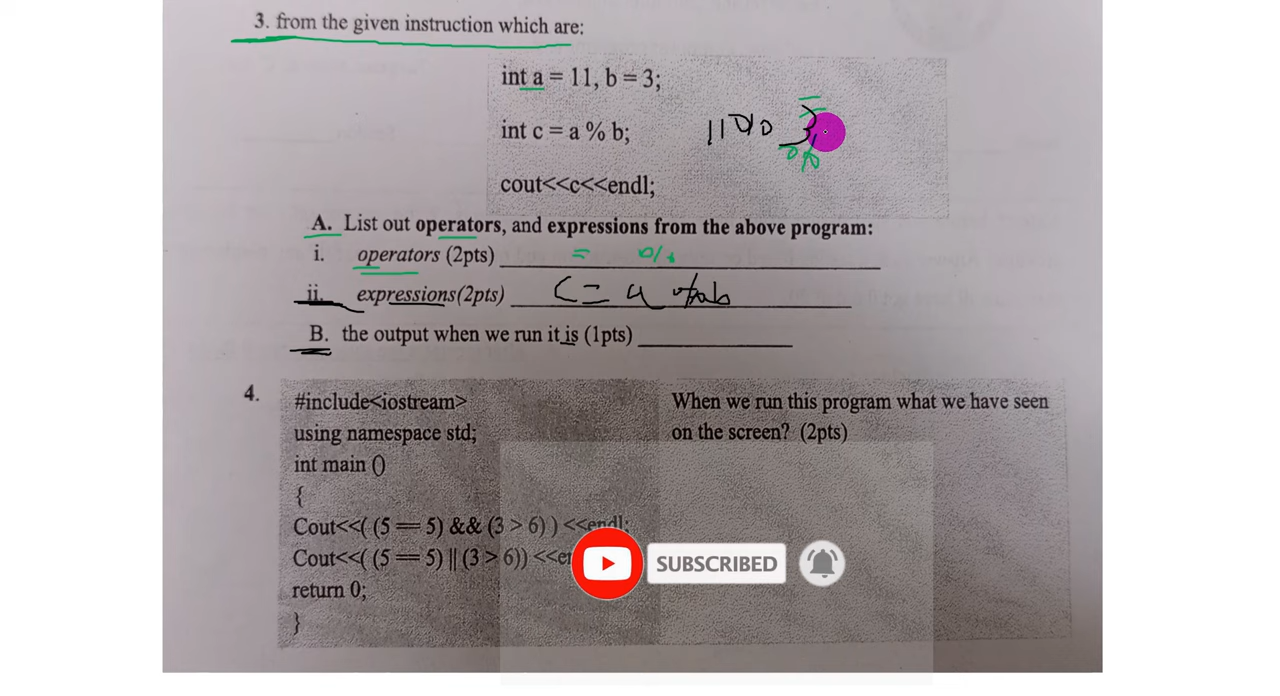 3. from the given instruction which are:
int a = 11, b = 3;
int c = a % b; 11 % 3
cout<<c<<endl;
A. List out operators, and expressions from the above program:
i. operators (2pts) = %
ii. expressions(2pts) c = a % b
B. the output when we run it is (1pts)
4.
#include<iostream>
using namespace std;
int main ()
{
Cout<<( (5 == 5) && (3 > 6) ) <<endl;
Cout<<( (5 == 5) || (3 > 6)) <<
return 0;
}
When we run this program what we have seen
on the screen? (2pts)
SUBSCRIBED